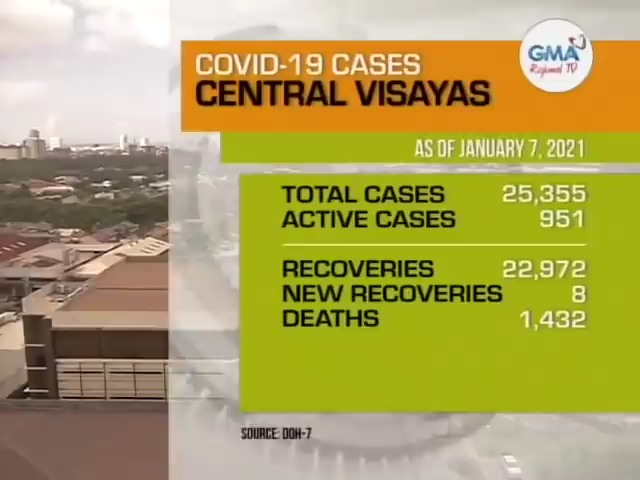 GMA
Regional TV
COVID-19 CASES
CENTRAL VISAYAS
AS OF JANUARY 7, 2021
TOTAL CASES 25,355
ACTIVE CASES 951
RECOVERIES 22,972
NEW RECOVERIES 8
DEATHS 1,432
SOURCE: DOH-7